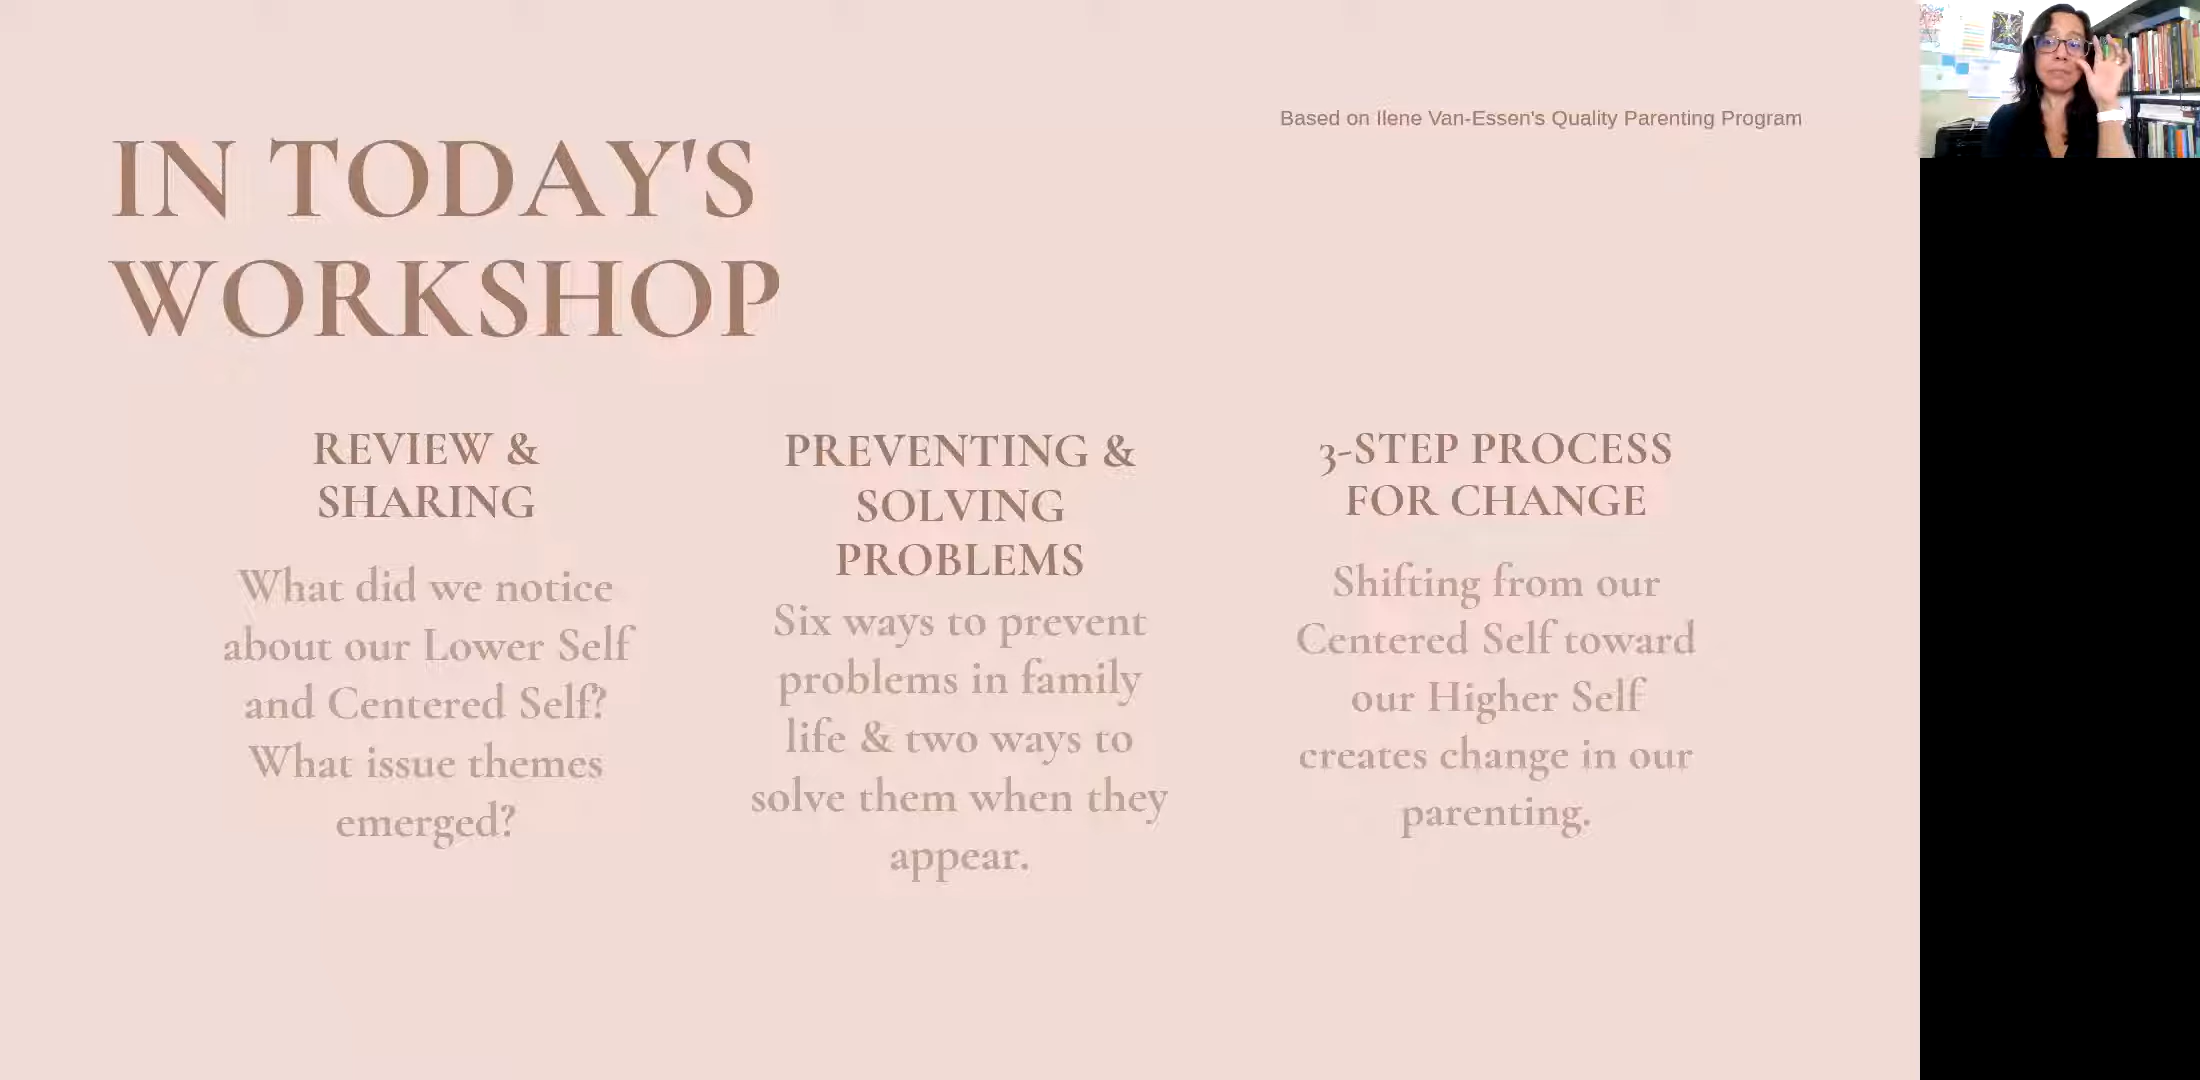 Based on Ilene Van-Essen's Quality Parenting Program
IN TODAY'S
WORKSHOP
REVIEW &
SHARING
What did we notice
about our Lower Self
and Centered Self?
What issue themes
emerged?
PREVENTING &
SOLVING
PROBLEMS
Six ways to prevent
problems in family
life & two ways to
solve them when they
appear.
3-STEP PROCESS
FOR CHANGE
Shifting from our
Centered Self toward
our Higher Self
creates change in our
parenting.